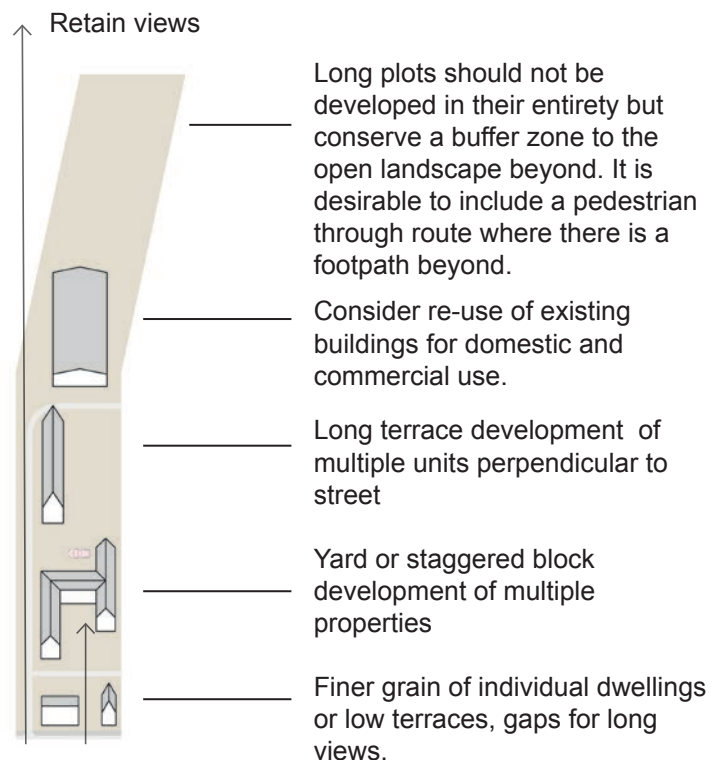 Retain views
Long plots should not be
developed in their entirety but
conserve a buffer zone to the
open landscape beyond. It is
desirable to include a pedestrian
through route where there is a
footpath beyond.
Consider re-use of existing
buildings for domestic and
commercial use.
Long terrace development of
multiple units perpendicular to
street
Yard or staggered block
development of multiple
properties
Finer grain of individual dwellings
or low terraces, gaps for long
views.